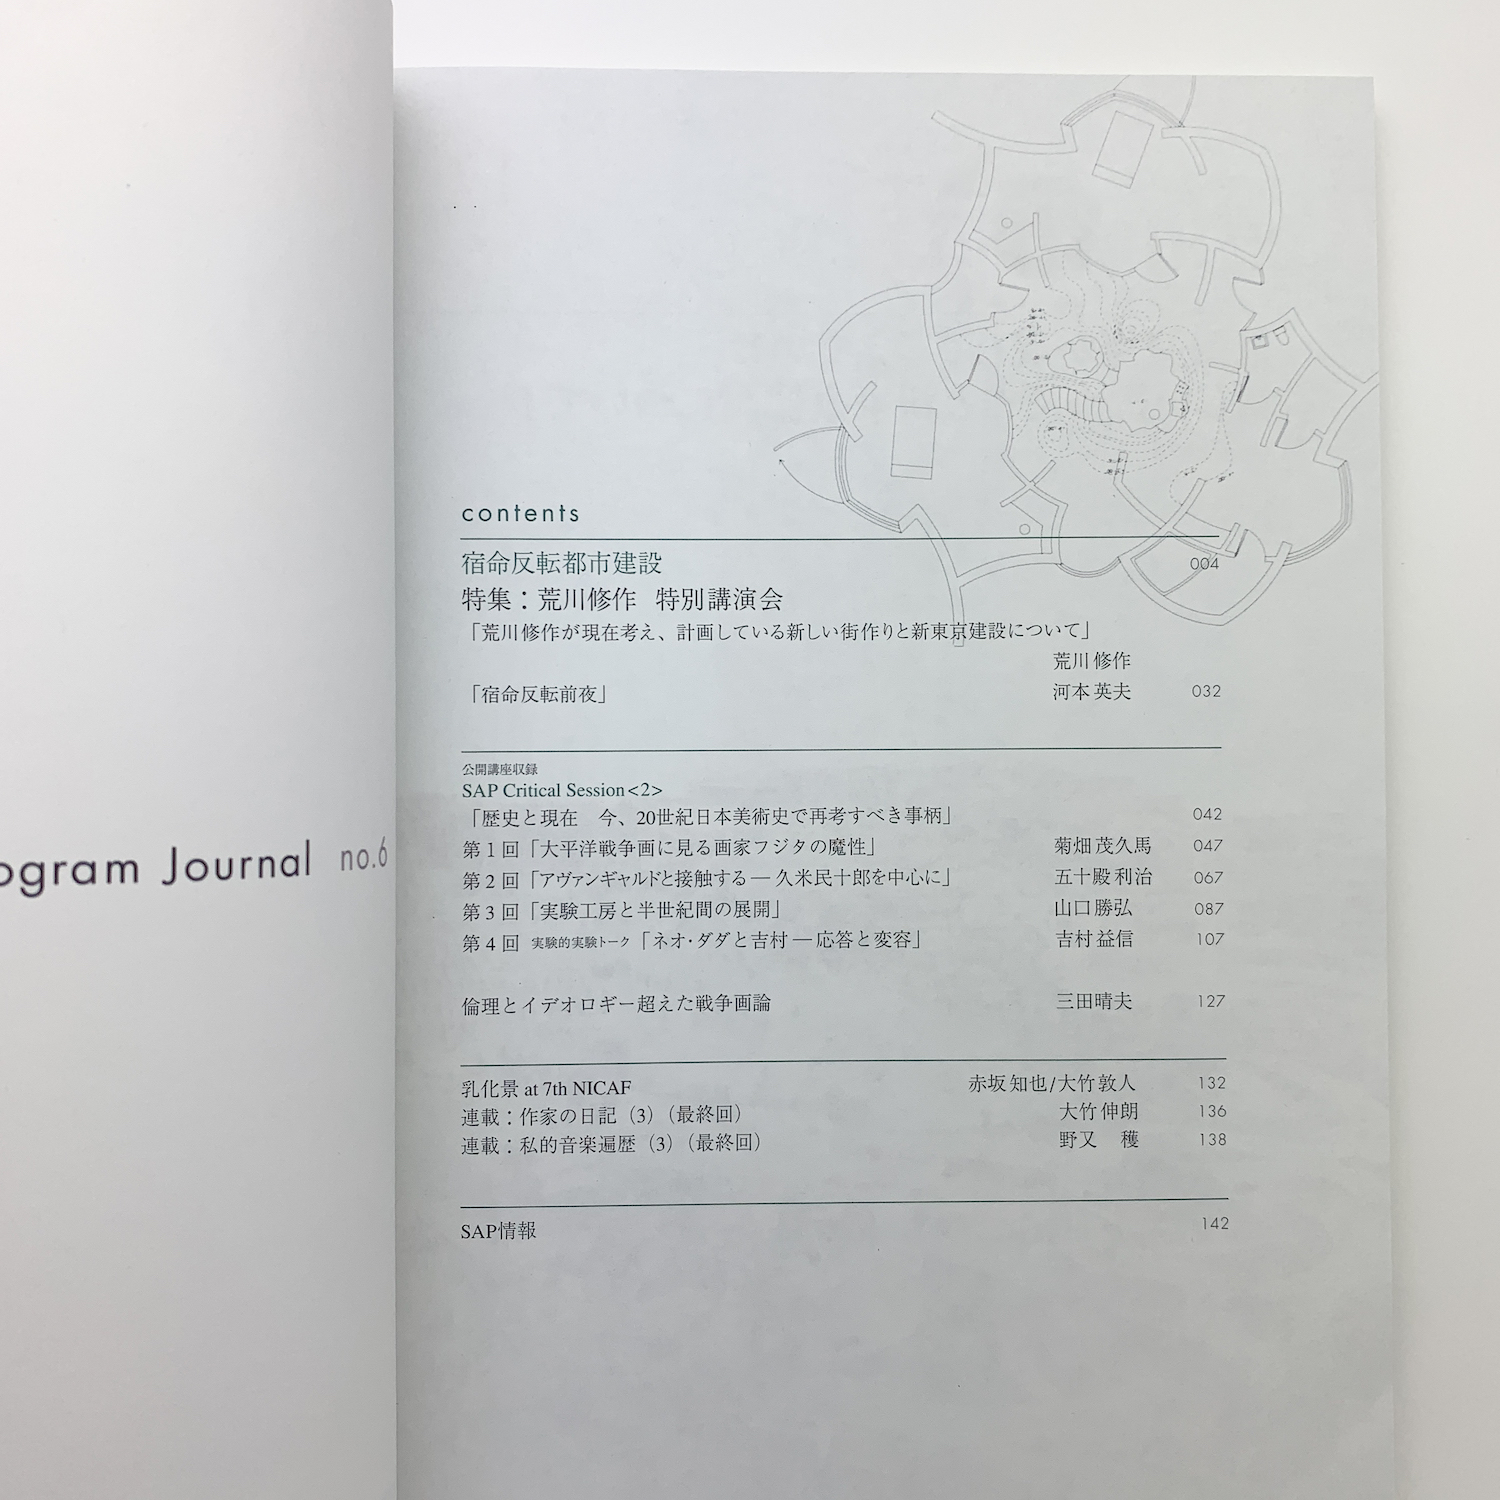 ogram Journal no.6
contents
宿命反転都市建設 004
特集：荒川修作 特別講演会
「荒川修作が現在考え、計画している新しい街作りと新東京建設について」
荒川 修作
「宿命反転前夜」 河本 英夫 032
公開講座収録
SAP Critical Session<2>
「歴史と現在 今、20世紀日本美術史で再考すべき事柄」 042
第1回「太平洋戦争画に見る画家フジタの魔性」 菊畑 茂久馬 047
第2回「アヴァンギャルドと接触する―久米民十郎を中心に」 五十殿 利治 067
第3回「実験工房と半世紀間の展開」 山口 勝弘 087
第4回 実験的実験トーク「ネオ・ダダと吉村―応答と変容」 吉村 益信 107
倫理とイデオロギー超えた戦争画論 三田 晴夫 127
乳化景 at 7th NICAF 赤坂 知也/大竹 敦人 132
連載：作家の日記（3）（最終回） 大竹 伸朗 136
連載：私的音楽遍歴（3）（最終回） 野又 穫 138
SAP情報 142